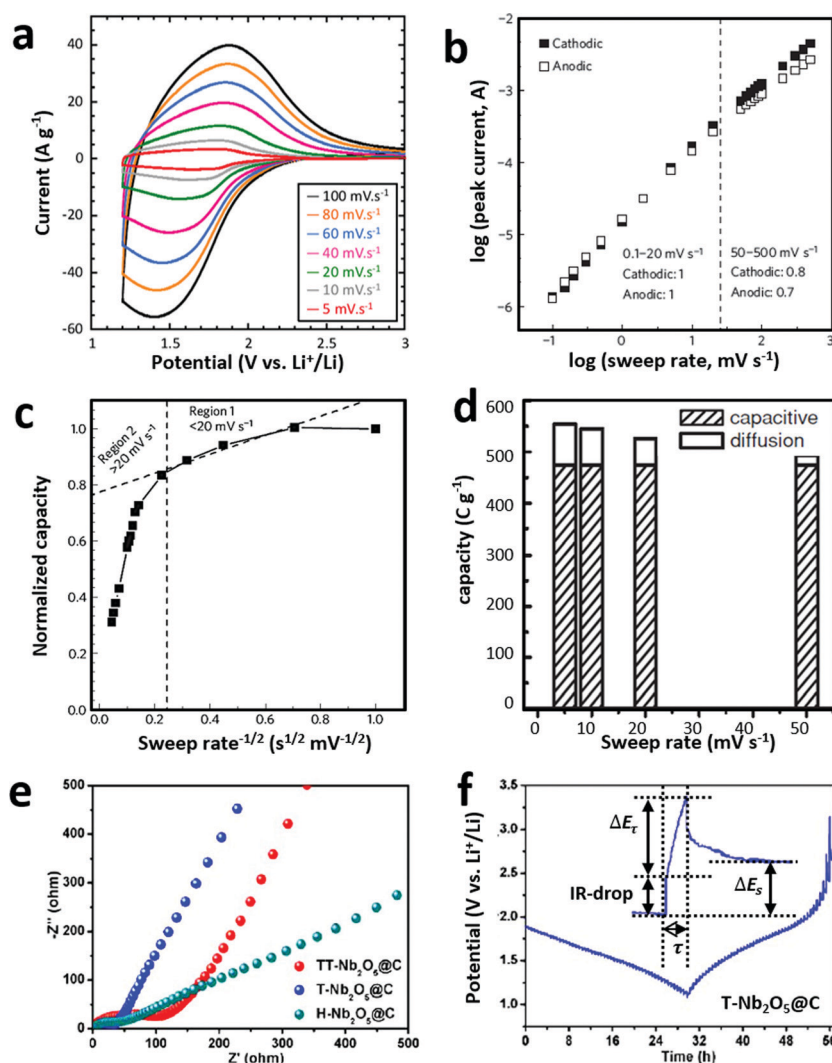 a
Current (A g⁻¹)
40
20
0
-20
-40
-60
100 mV.s⁻¹
80 mV.s⁻¹
60 mV.s⁻¹
40 mV.s⁻¹
20 mV.s⁻¹
10 mV.s⁻¹
5 mV.s⁻¹
1 1.5 2 2.5 3
Potential (V vs. Li⁺/Li)
b
log (peak current, A)
-2
-3
-4
-5
-6
Cathodic
Anodic
0.1–20 mV s⁻¹
Cathodic: 1
Anodic: 1
50–500 mV s⁻¹
Cathodic: 0.8
Anodic: 0.7
-1 0 1 2
log (sweep rate, mV s⁻¹)
c
Normalized capacity
1.0
0.8
0.6
0.4
0.2
0.0
Region 2
>20 mV s⁻¹
Region 1
<20 mV s⁻¹
0.0 0.2 0.4 0.6 0.8 1.0
Sweep rate⁻¹/² (s¹/² mV⁻¹/²)
d
capacity (C g⁻¹)
600
500
400
300
200
100
0
capacitive
diffusion
0 10 20 30 40 50
Sweep rate (mV s⁻¹)
e
-Z'' (ohm)
500
400
300
200
100
0
TT-Nb₂O₅@C
T-Nb₂O₅@C
H-Nb₂O₅@C
0 100 200 300 400 500
Z' (ohm)
f
Potential (V vs. Li⁺/Li)
3.5
3.0
2.5
2.0
1.5
1.0
ΔEτ
IR-drop
ΔEs
τ
T-Nb₂O₅@C
0 8 16 24 32 40 48 56
Time (h)